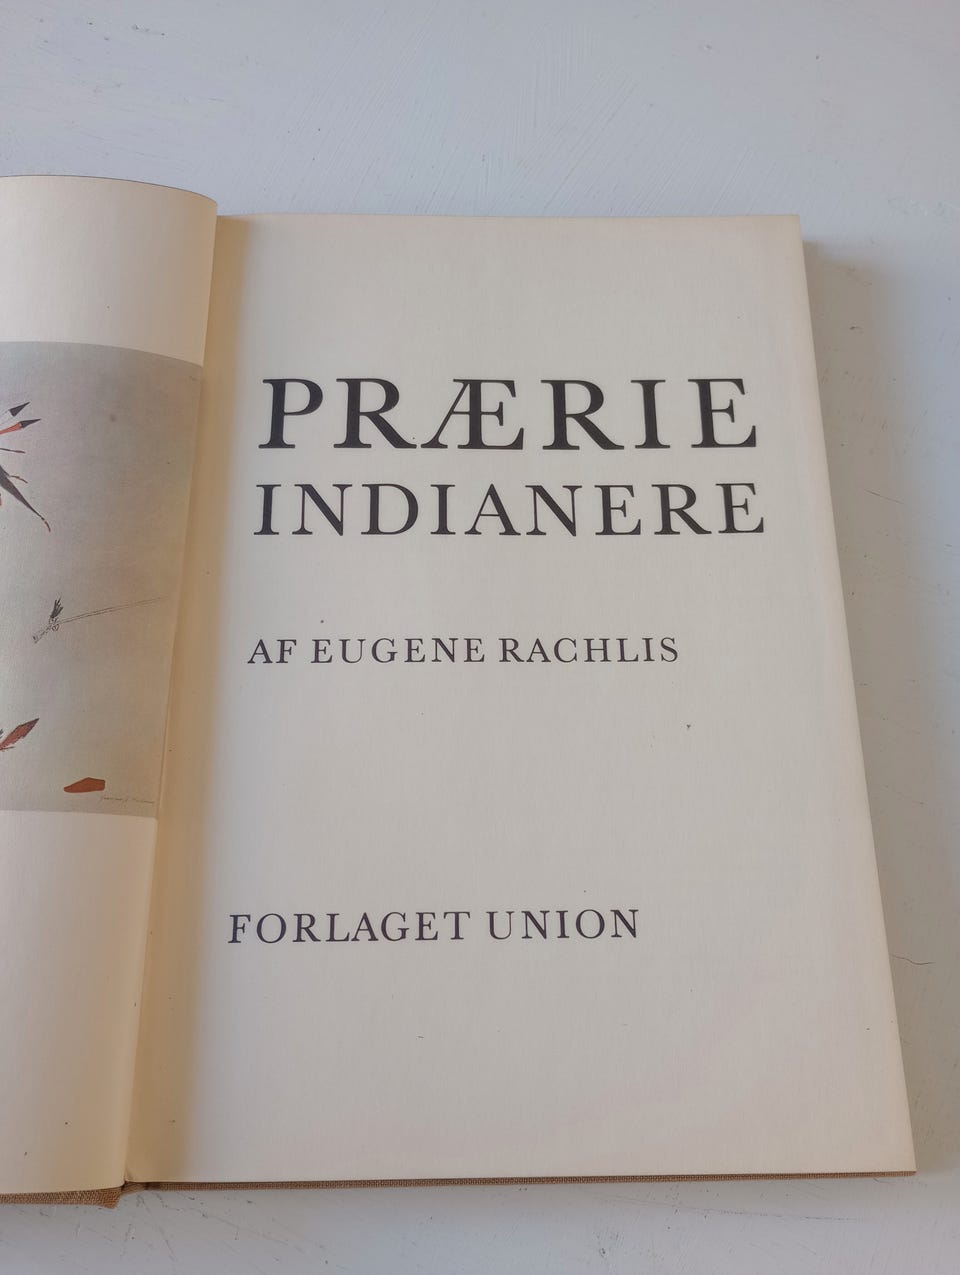 PRÆRIE
INDIANERE
AF EUGENE RACHLIS
FORLAGET UNION